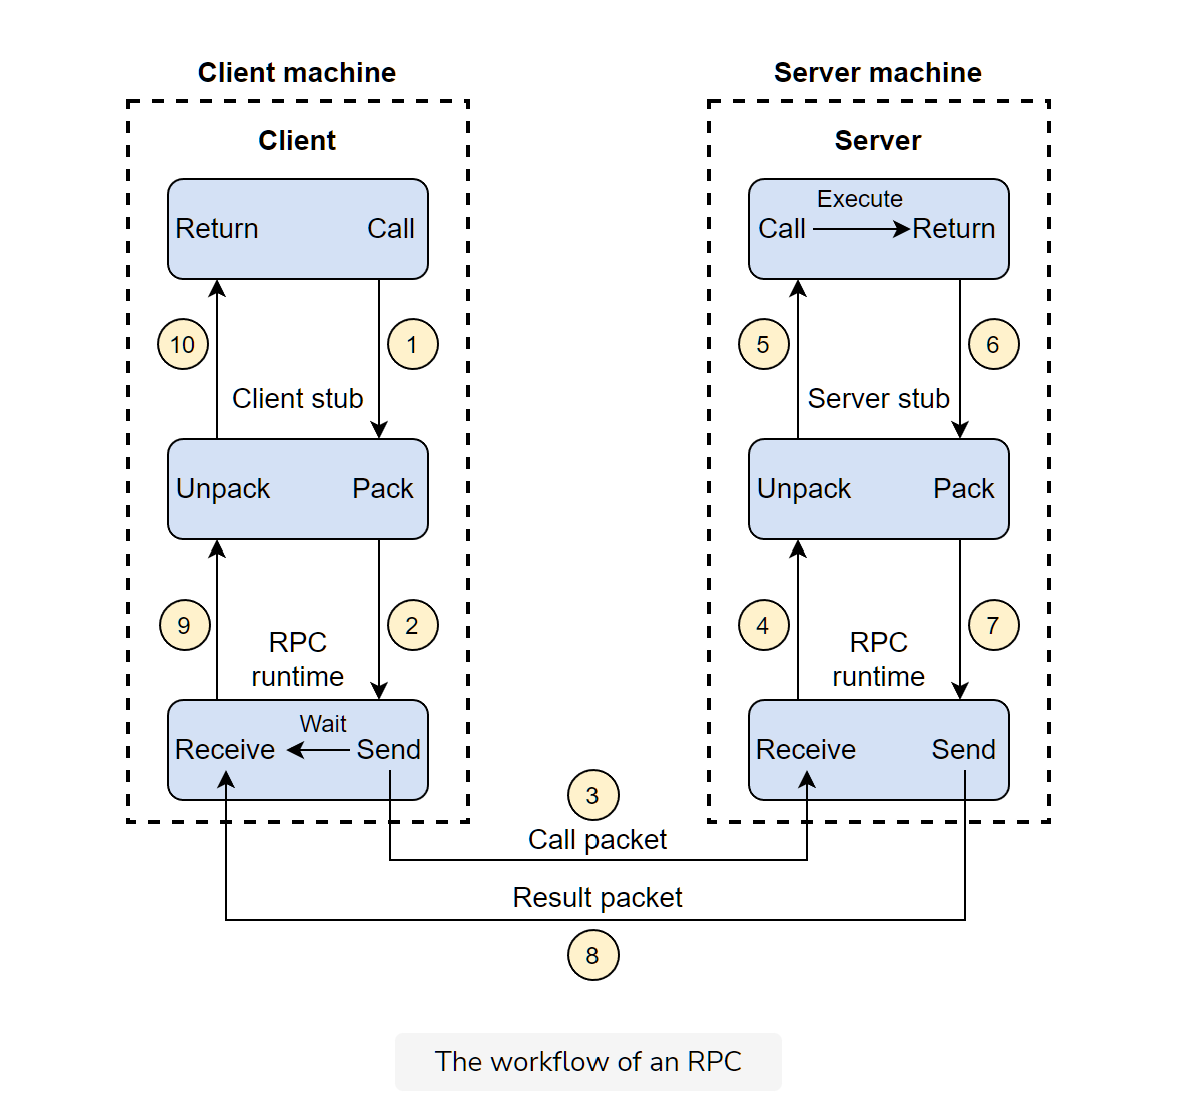 Client machine
Server machine
Client
Server
Return
Call
Execute
Call
Return
10
1
5
6
Client stub
Server stub
Unpack
Pack
Unpack
Pack
9
2
4
7
RPC
runtime
RPC
runtime
Wait
Receive
Send
Receive
Send
3
Call packet
Result packet
8
The workflow of an RPC